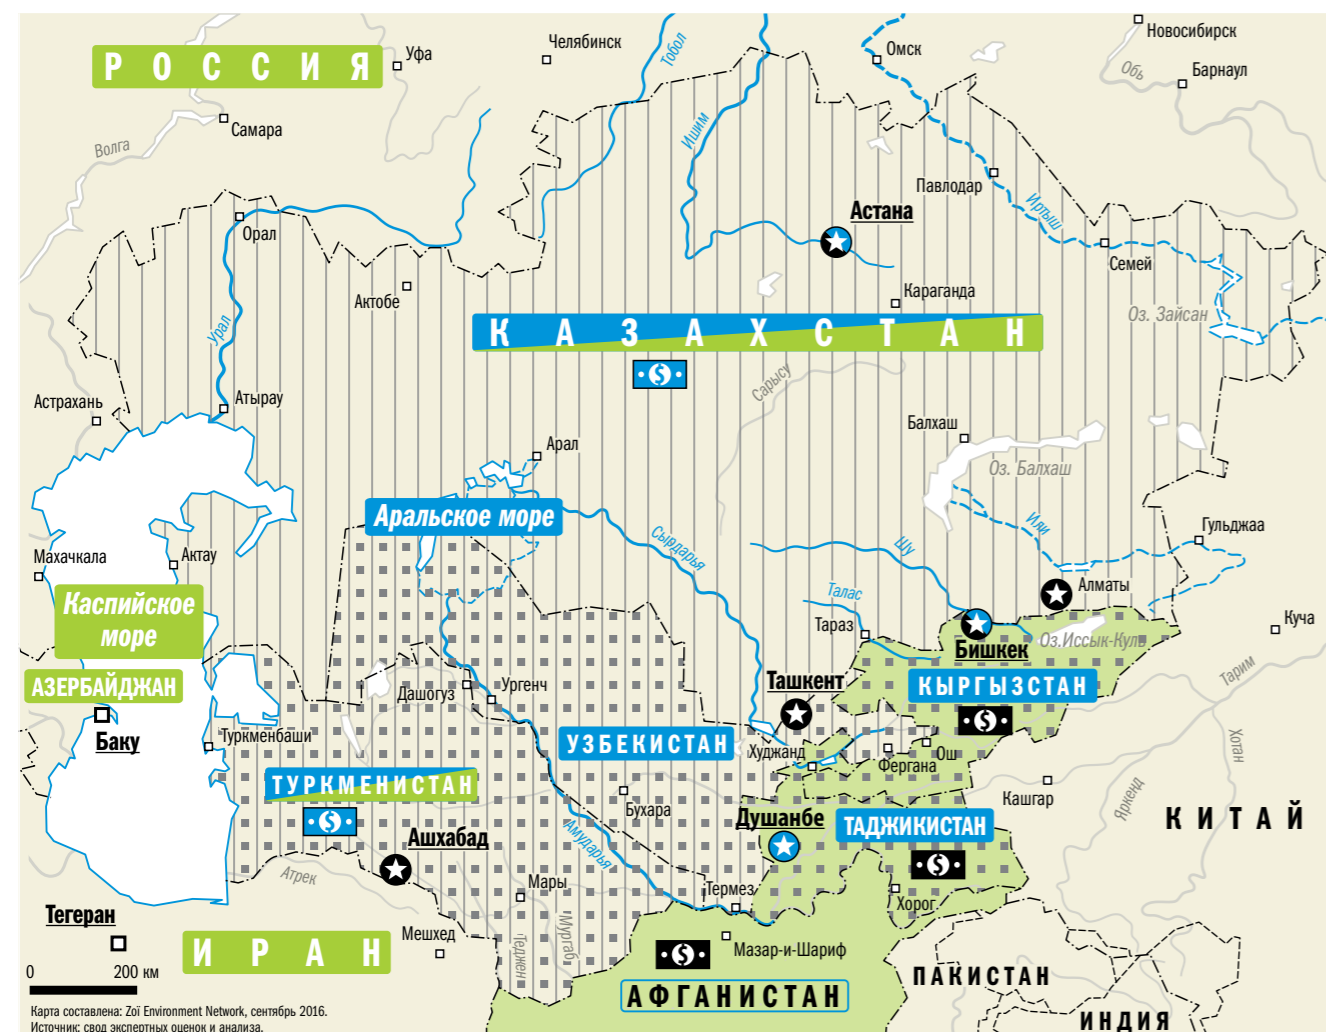 РОССИЯ
Уфа
Челябинск
Тобол
Омск
Новосибирск
Обь
Барнаул
Самара
Волга
Ишим
Павлодар
Иртыш
Астана
Орал
Семей
Актобе
Караганда
Оз. Зайсан
Урал
КАЗАХСТАН
$
Сарысу
Астрахань
Атырау
Балхаш
Арал
Оз. Балхаш
Аральское море
Или
Гульджаа
Сырдарья
Шу
Махачкала
Актау
Алматы
Талас
Каспийское
море
Тараз
Куча
Бишкек
Оз.Иссык-Куль
Тарим
АЗЕРБАЙДЖАН
Дашогуз
Ургенч
Ташкент
КЫРГЫЗСТАН
$
Баку
Туркменбаши
УЗБЕКИСТАН
Худжанд
Ош
Фергана
Хотан
ТУРКМЕНИСТАН
$
Бухара
Кашгар
Яркенд
КИТАЙ
Ашхабад
Амударья
Душанбе
ТАДЖИКИСТАН
$
Атрек
Мары
Термез
Хорог
Тегеран
Мешхед
Теджен
Мургаб
ИРАН
$
Мазар-и-Шариф
0 200 км
АФГАНИСТАН
ПАКИСТАН
ИНДИЯ
Карта составлена: Zoï Environment Network, сентябрь 2016.
Источник: свод экспертных оценок и анализа.